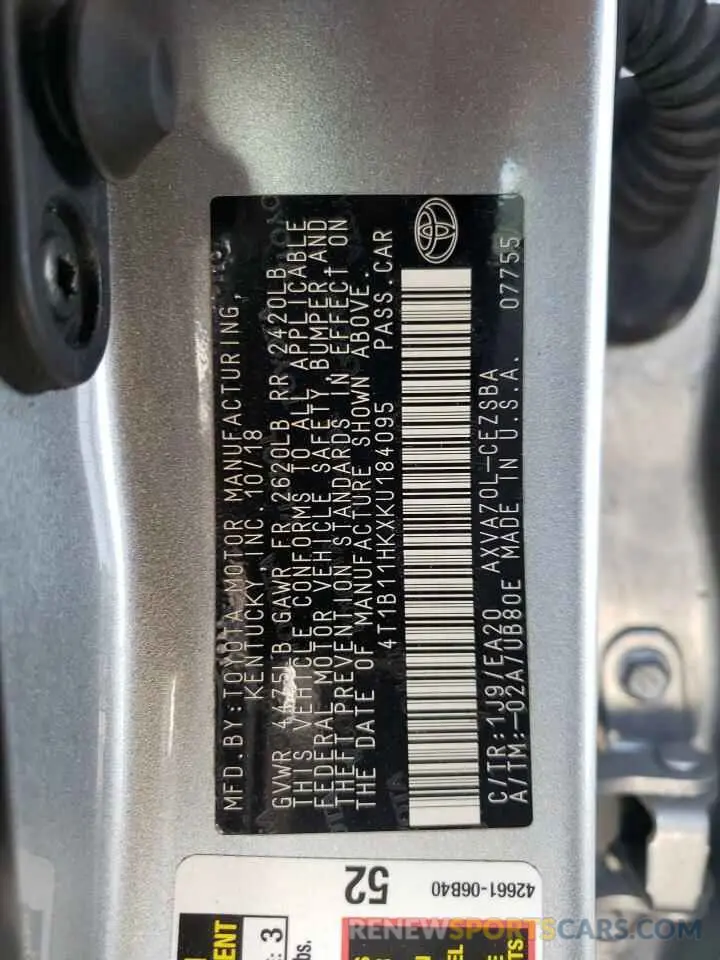 MFD.BY:TOYOTA MOTOR MANUFACTURING,
KENTUCKY, INC. 10/18
GVWR 4475LB GAWR FR 2620LB RR 2420LB
THIS VEHICLE CONFORMS TO ALL APPLICABLE
FEDERAL MOTOR VEHICLE SAFETY, BUMPER AND
THEFT PREVENTION STANDARDS IN EFFECT ON
THE DATE OF MANUFACTURE SHOWN ABOVE.
4T1B11HKXKU184095 PASS.CAR
C/TR:1J9/EA20 AXVA70L-CEZSBA 07755
A/TM:-02A/UB80E MADE IN U.S.A.
52
42661-06B40
3
lbs.
RENEWSPORTCARS.COM